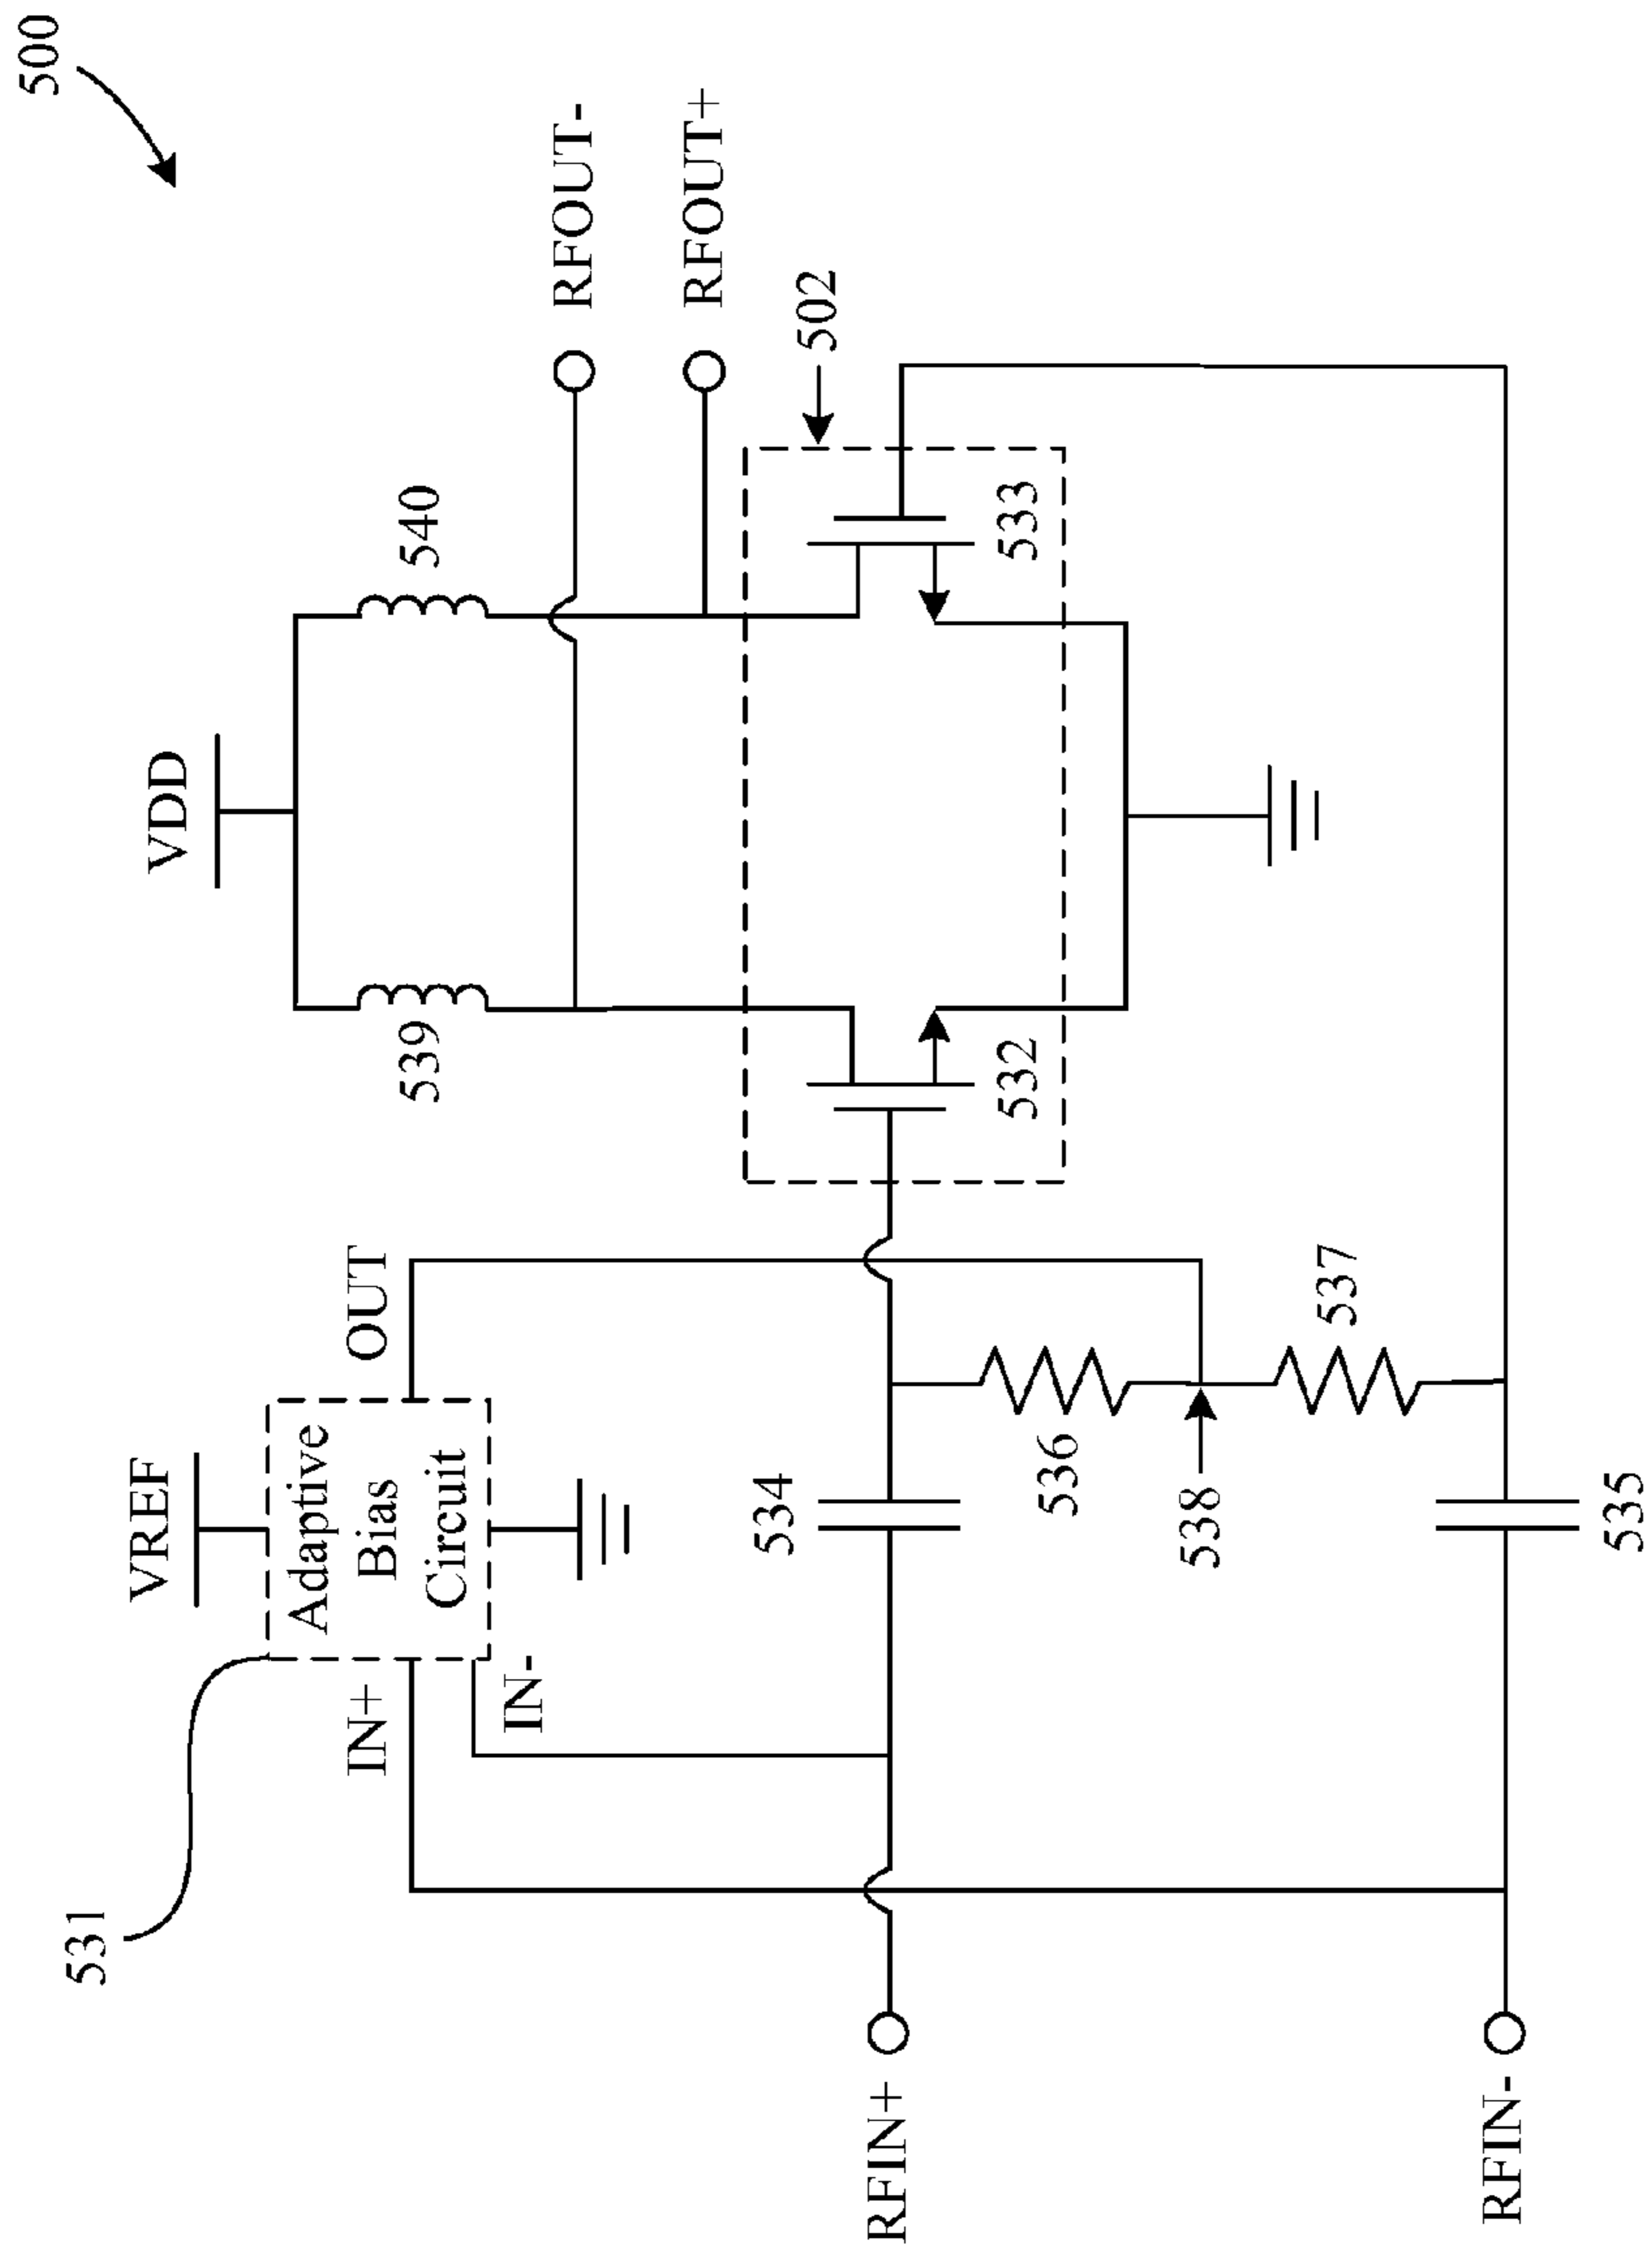 500
VDD
VREF
531
539
540
RFOUT-
RFOUT+
502
OUT
Adaptive
Bias
Circuit
IN+
IN-
532
533
534
536
537
538
535
RFIN+
RFIN-